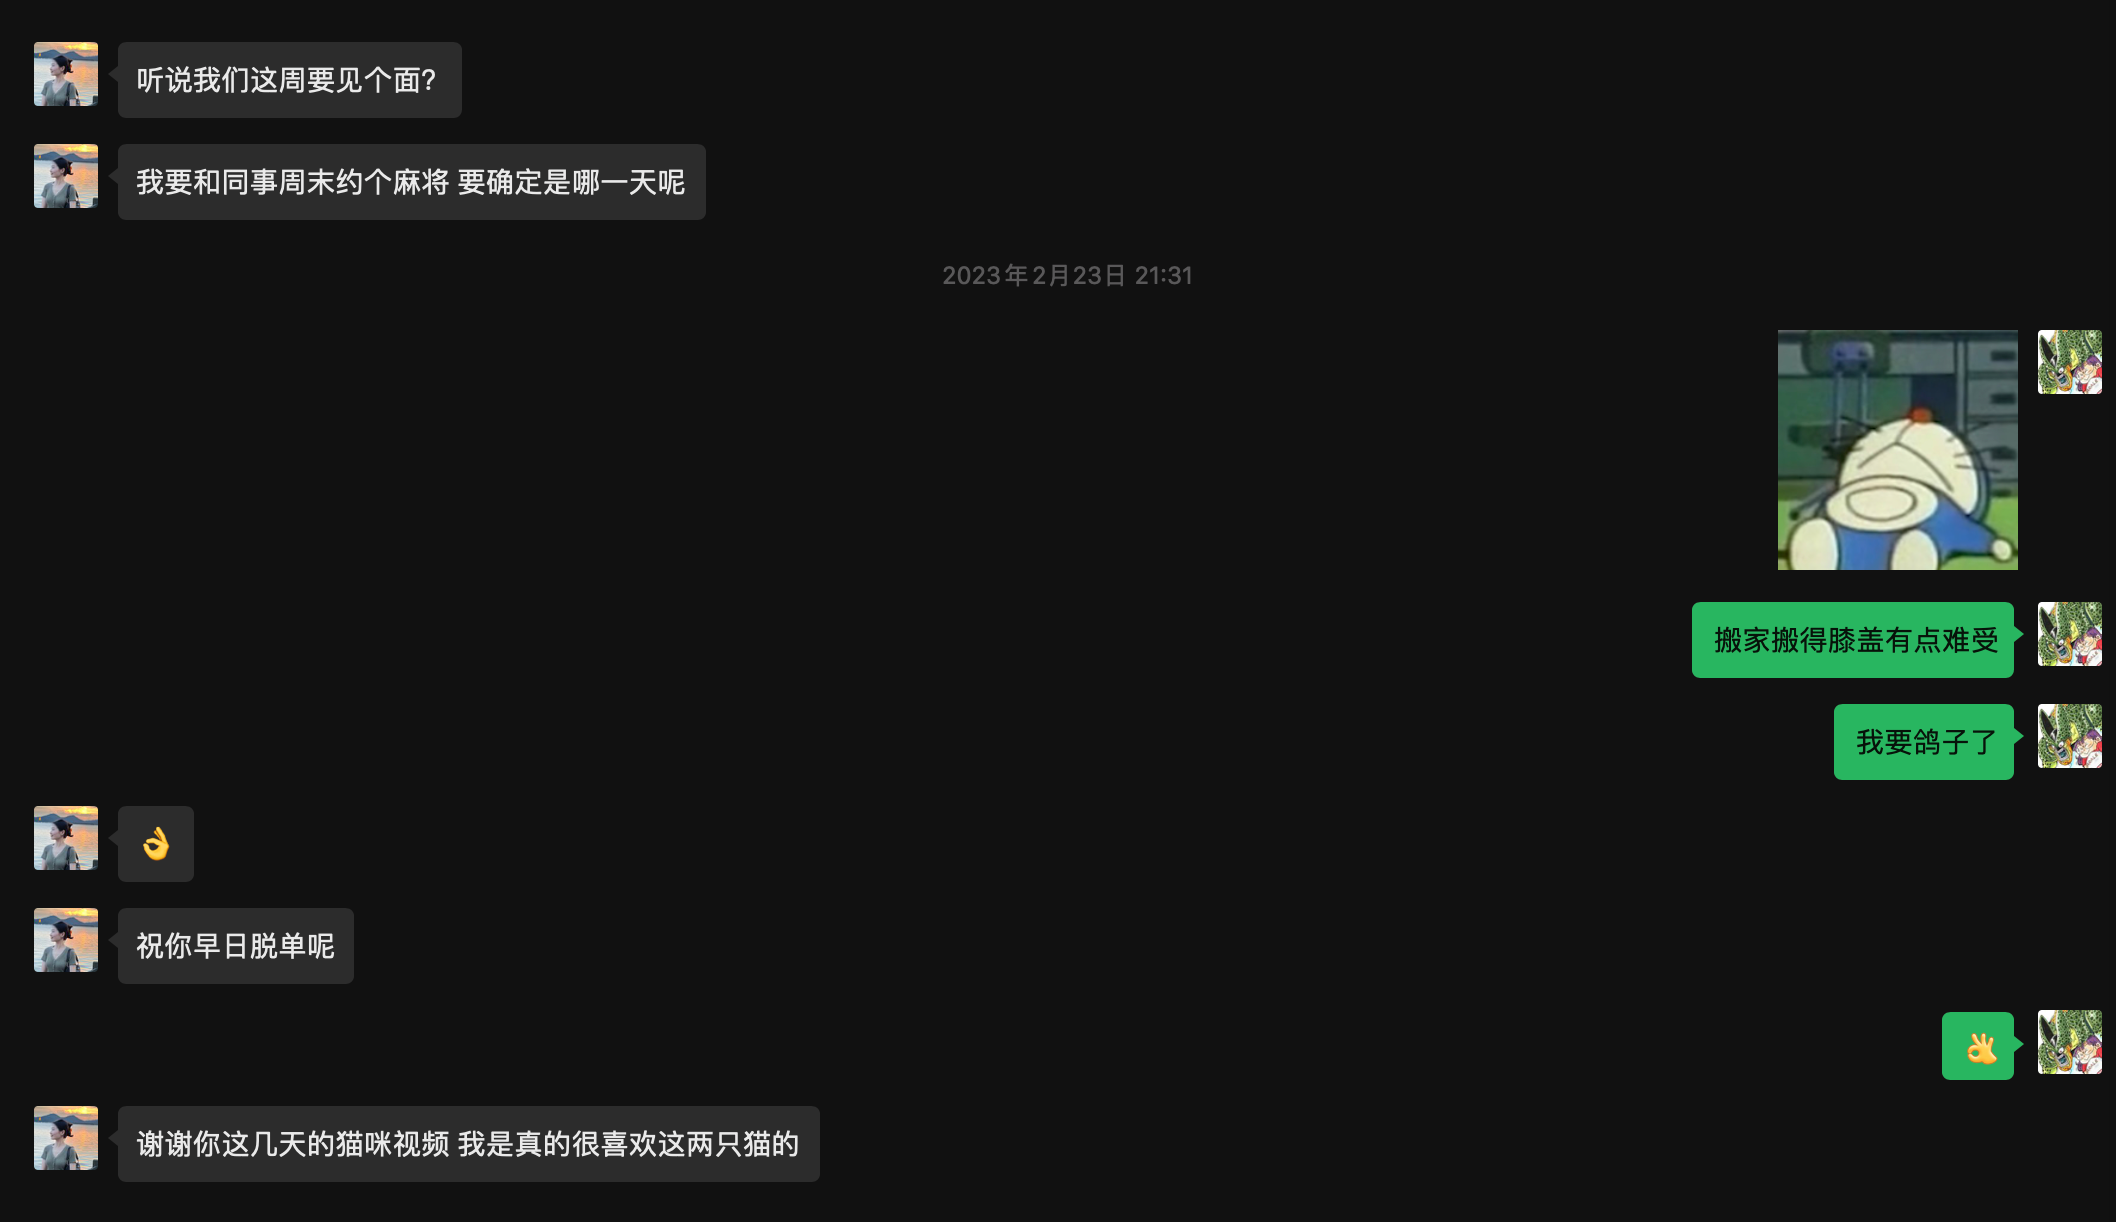 听说我们这周要见个面?
我要和同事周末约个麻将 要确定是哪一天呢
2023年2月23日 21:31
搬家搬得膝盖有点难受
我要鸽子了
👌
祝你早日脱单呢
👌
谢谢你这几天的猫咪视频 我是真的很喜欢这两只猫的